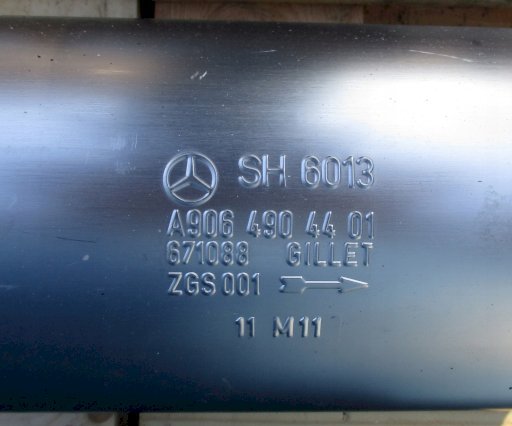 SH 6013
A906 490 44 01
671088 GILLET
ZGS 001
11 M11